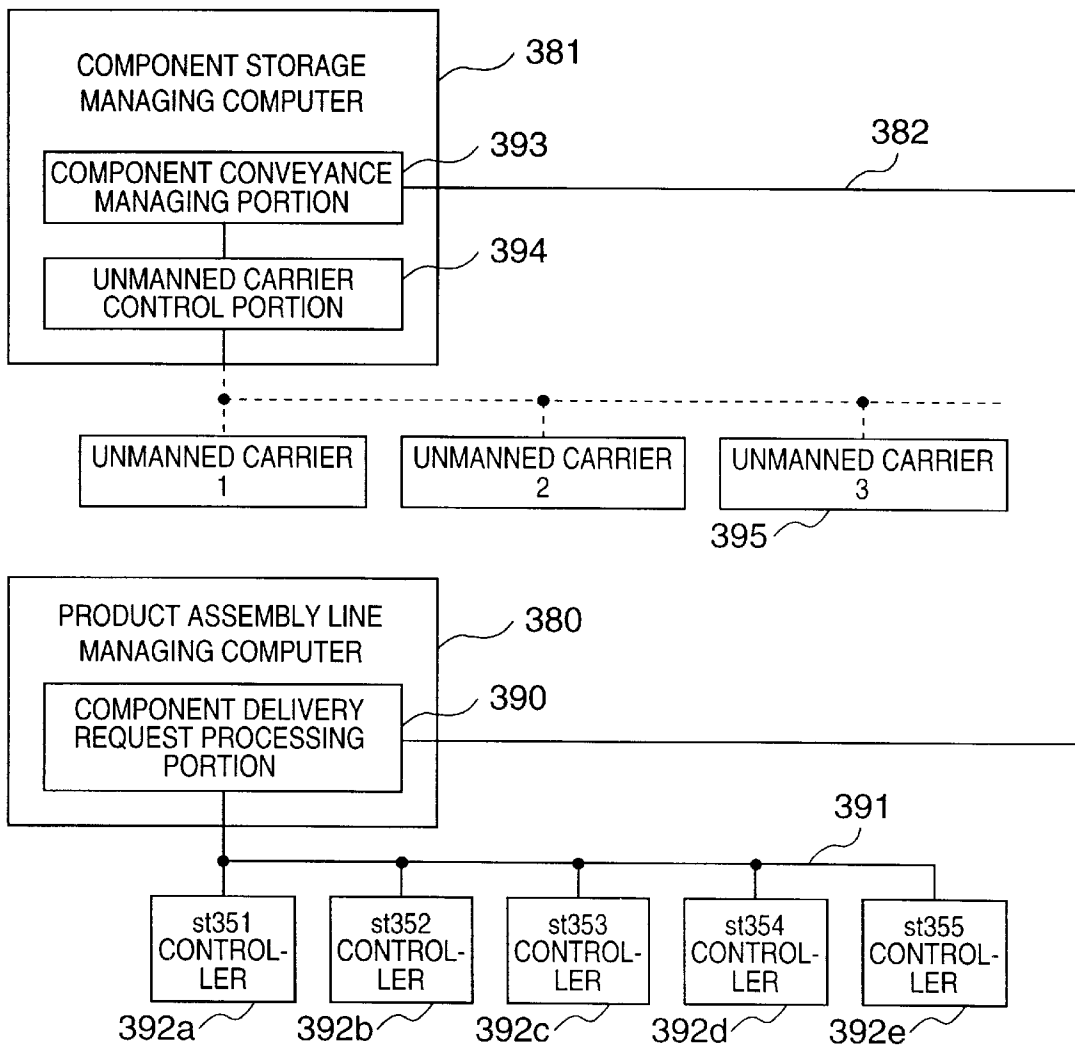 COMPONENT STORAGE
MANAGING COMPUTER
381
393
COMPONENT CONVEYANCE
MANAGING PORTION
382
394
UNMANNED CARRIER
CONTROL PORTION
UNMANNED CARRIER
1
UNMANNED CARRIER
2
UNMANNED CARRIER
3
395
PRODUCT ASSEMBLY LINE
MANAGING COMPUTER
380
390
COMPONENT DELIVERY
REQUEST PROCESSING
PORTION
391
st351
CONTROL-
LER
st352
CONTROL-
LER
st353
CONTROL-
LER
st354
CONTROL-
LER
st355
CONTROL-
LER
392a
392b
392c
392d
392e